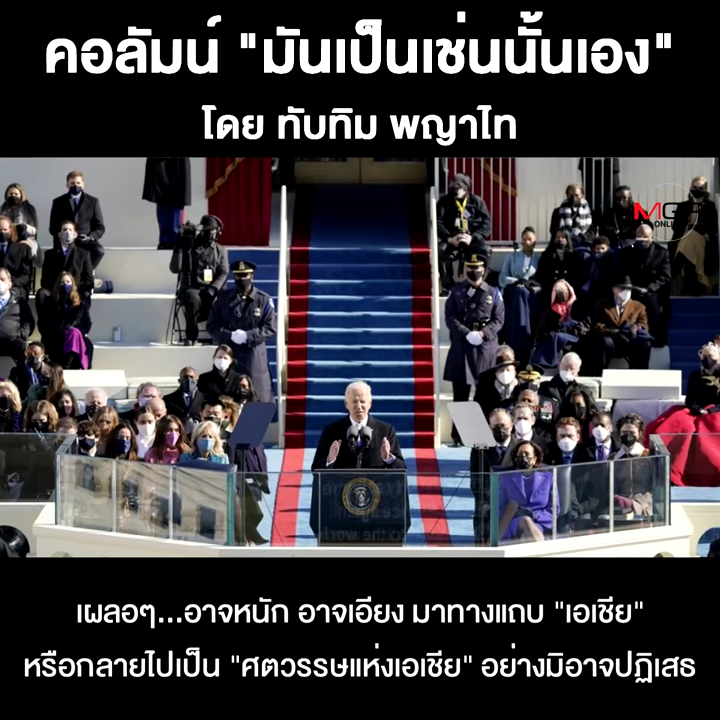 คอลัมน์ "มันเป็นเช่นนั้นเอง"
โดย ทับทิม พญาไท
MGR
ONLINE
เผลอๆ...อาจหนัก อาจเอียง มาทางแถบ "เอเชีย"
หรือกลายไปเป็น "ศตวรรษแห่งเอเชีย" อย่างมิอาจปฏิเสธ